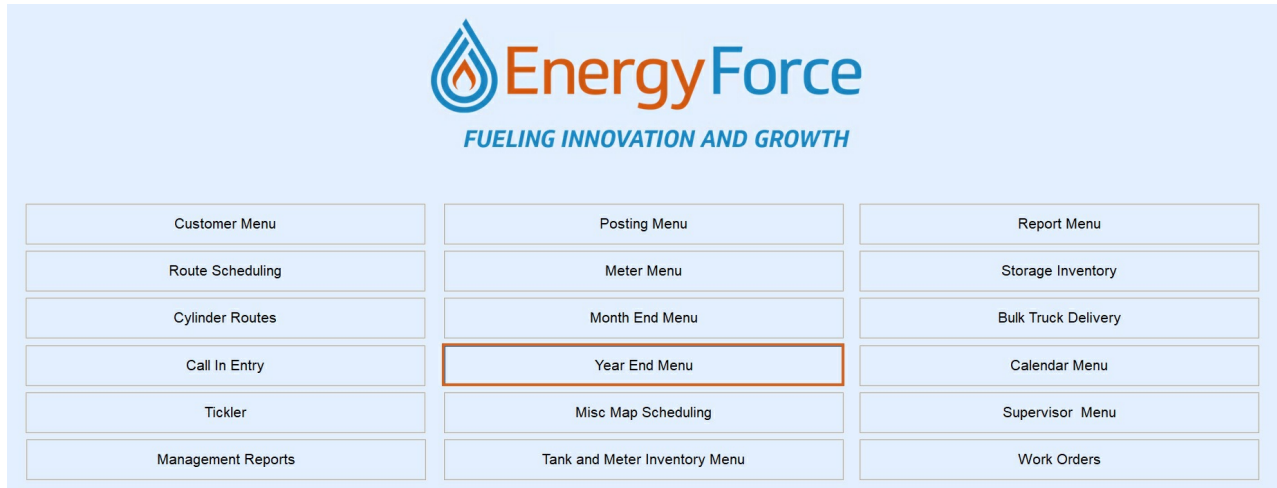 EnergyForce
FUELING INNOVATION AND GROWTH
Customer Menu
Posting Menu
Report Menu
Route Scheduling
Meter Menu
Storage Inventory
Cylinder Routes
Month End Menu
Bulk Truck Delivery
Call In Entry
Year End Menu
Calendar Menu
Tickler
Misc Map Scheduling
Supervisor Menu
Management Reports
Tank and Meter Inventory Menu
Work Orders